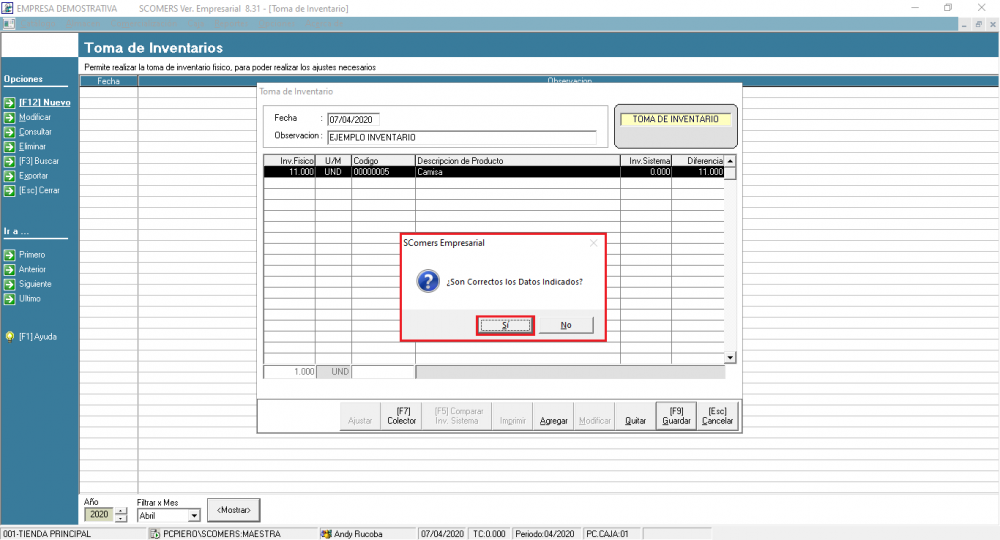 EMPRESA DEMOSTRATIVA SCOMERS Ver. Empresarial 8.31 - [Toma de Inventario]
Toma de Inventarios
Permite realizar la toma de inventario fisico, para poder realizar los ajustes necesarios
Opciones
Fecha Observacion
[F12] Nuevo
Modificar
Consultar
Eliminar
[F3] Buscar
Exportar
[Esc] Cerrar
Ir a ...
Primero
Anterior
Siguiente
Ultimo
[F1] Ayuda
Toma de Inventario
Fecha : 07/04/2020
TOMA DE INVENTARIO
Observacion : EJEMPLO INVENTARIO
Inv.Fisico U/M Codigo Descripcion de Producto Inv.Sistema Diferencia
11.000 UND 00000005 Camisa 0.000 11.000
SComers Empresarial
¿Son Correctos los Datos Indicados?
Sí No
1.000 UND
Ajustar
[F7] Colector
[F5] Comparar Inv. Sistema
Imprimir
Agregar
Modificar
Quitar
[F9] Guardar
[Esc] Cancelar
Año Filtrar x Mes
2020 Abril <Mostrar>
001-TIENDA PRINCIPAL PCPIERO\SCOMERS:MAESTRA Andy Rucoba 07/04/2020 TC:0.000 Periodo:04/2020 PC.CAJA:01